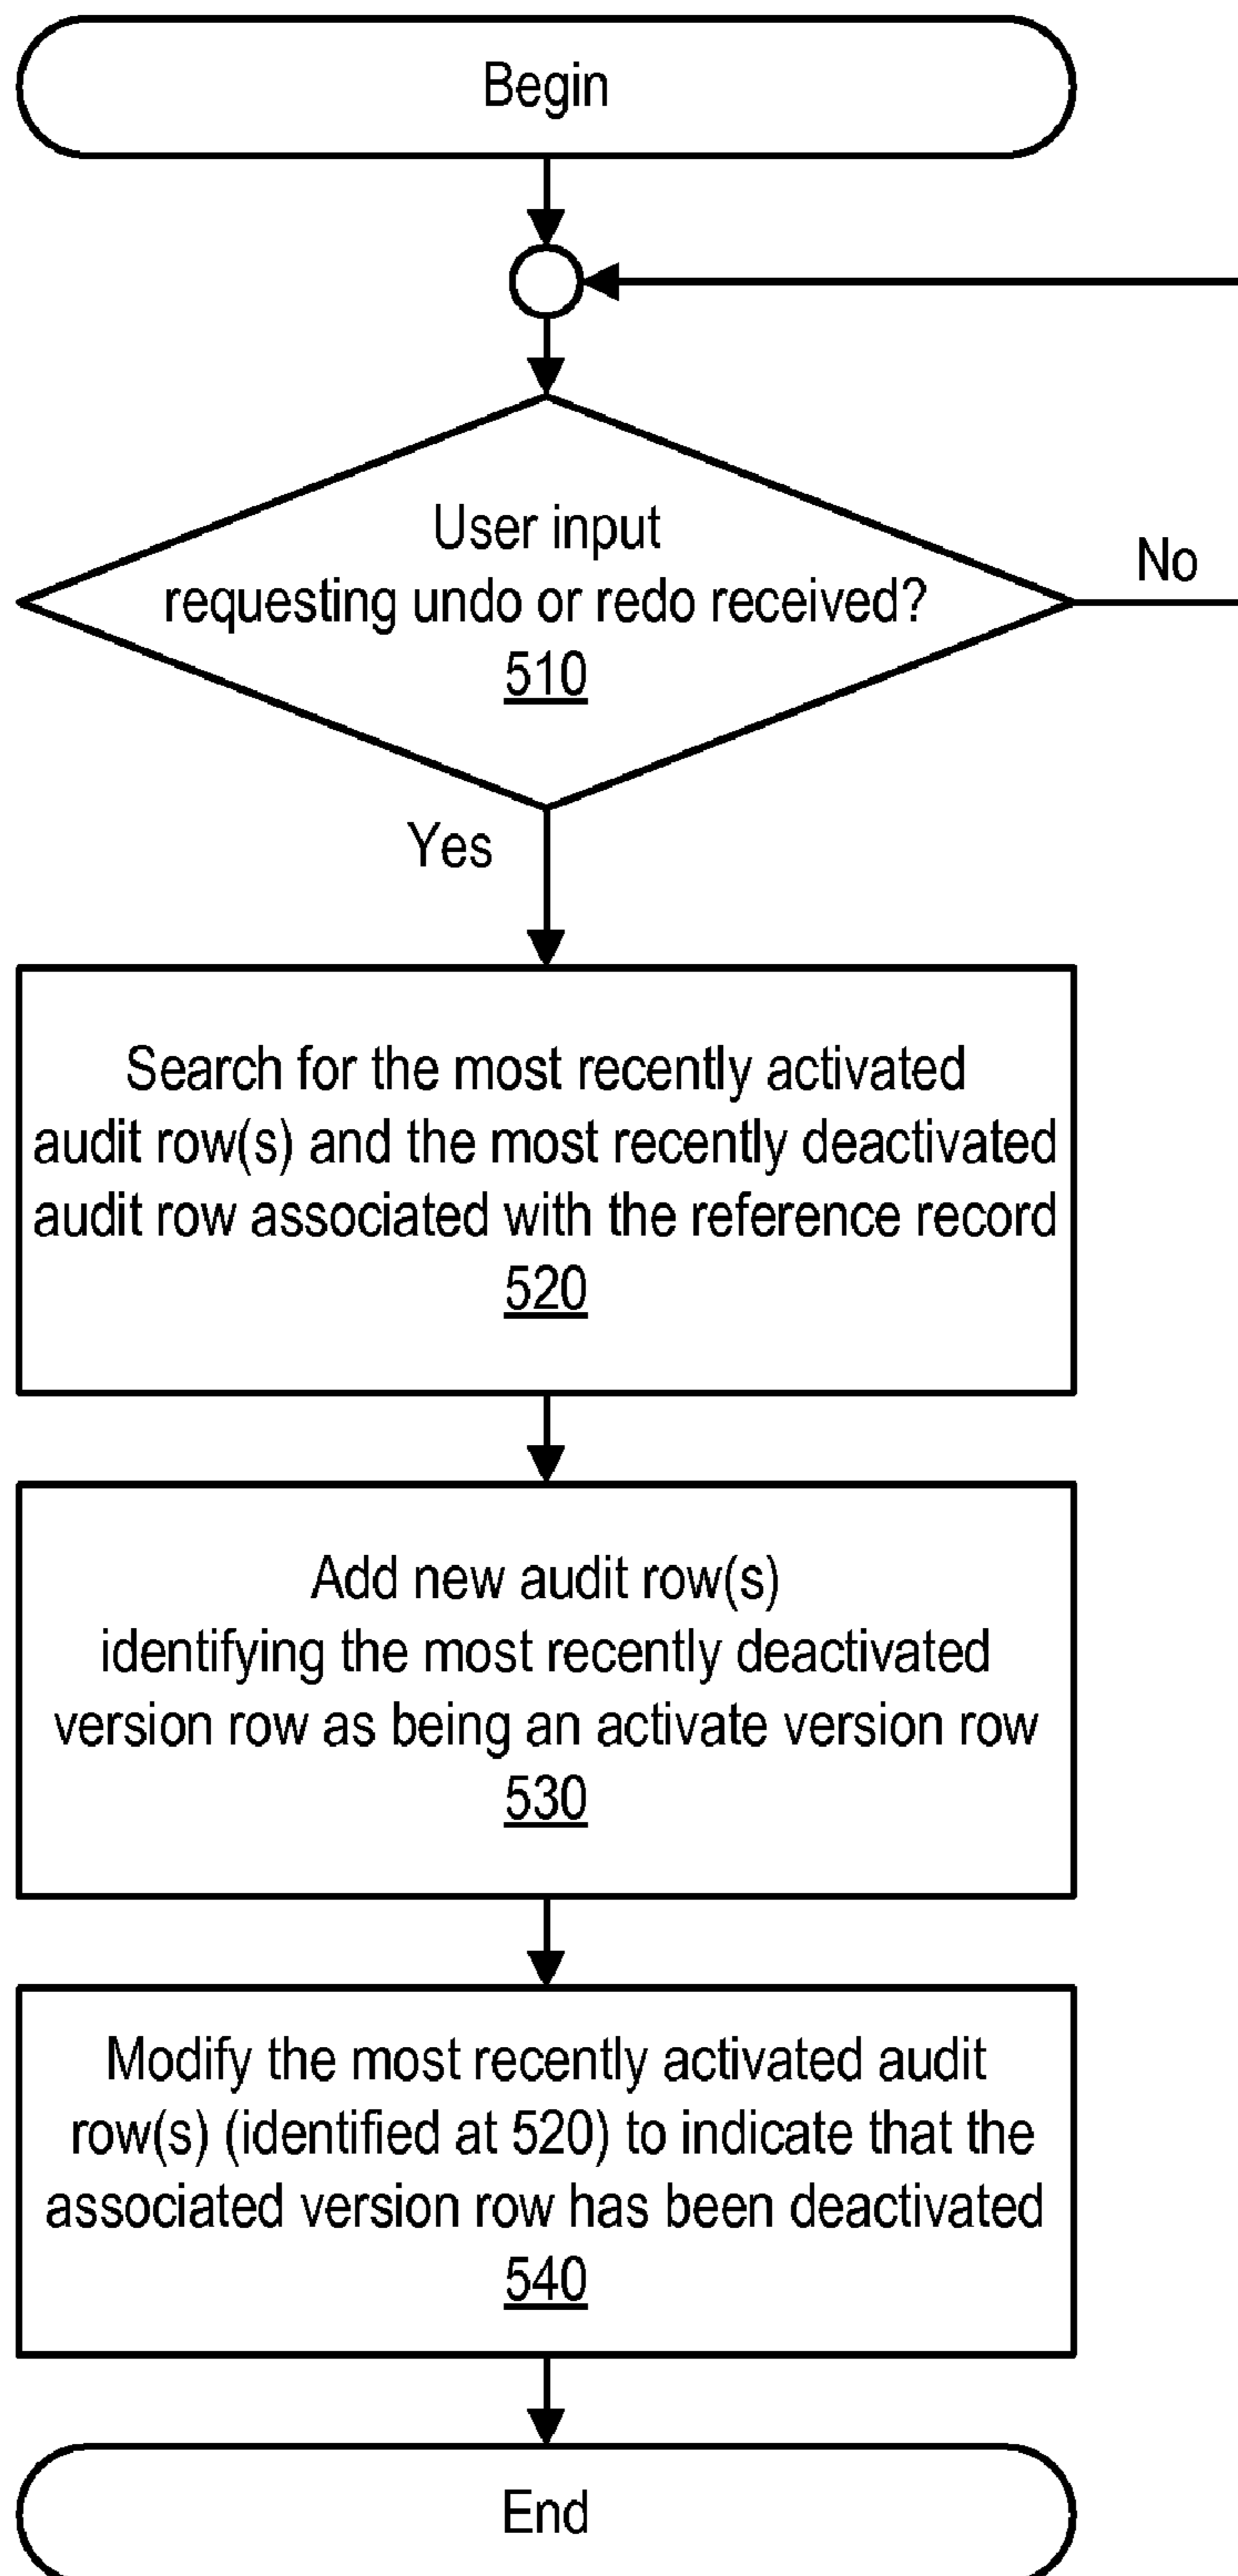 Begin
User input
requesting undo or redo received?
510
No
Yes
Search for the most recently activated
audit row(s) and the most recently deactivated
audit row associated with the reference record
520
Add new audit row(s)
identifying the most recently deactivated
version row as being an activate version row
530
Modify the most recently activated audit
row(s) (identified at 520) to indicate that the
associated version row has been deactivated
540
End